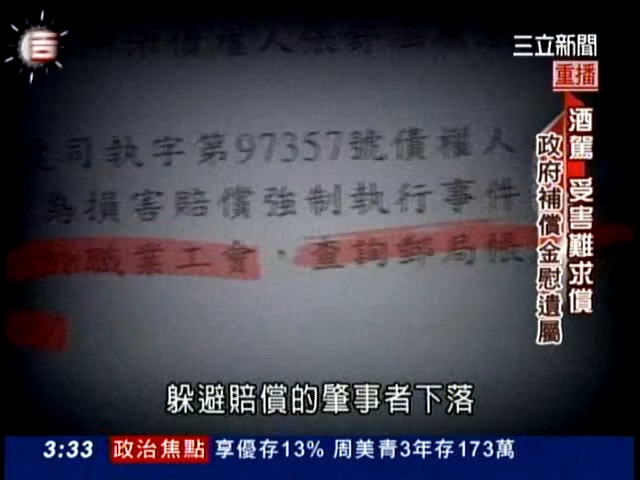 三立新聞
重播
酒駕 受害難求償
政府補償金慰遺屬
債權人
司執字第97357號債權人
為損害賠償強制執行事件
職業工會,查詢郵局帳
躲避賠償的肇事者下落
3:33 政治焦點 享優存13% 周美青3年存173萬